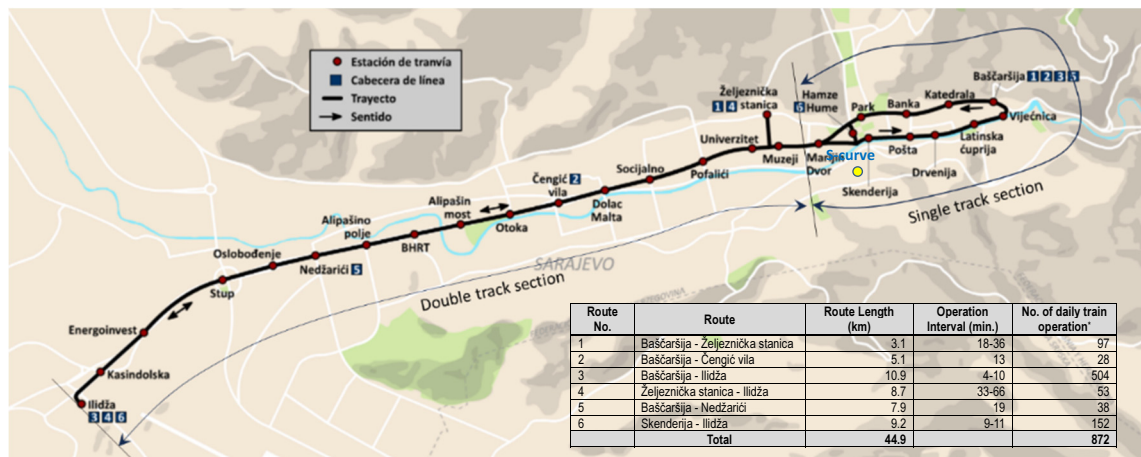 Estación de tranvía
Cabecera de línea
Trayecto
Sentido
Baščaršija 1 2 3 5
Željeznička
stanica
1 4
Hamze
6 Hume
Park
Banka
Katedrala
Vijećnica
Univerzitet
Muzeji
Dvor
S curve
Skenderija
Pošta
Drvenija
Latinska
ćuprija
Socijalno
Pofalići
Čengić 2
vila
Dolac
Malta
Alipašin
most
Otoka
Alipašino
polje
BHRT
Oslobođenje
Nedžarići 5
Stup
Energoinvest
Kasindolska
Ilidža
3 4 6
SARAJEVO
Double track section
Single track section
Route No. Route Route Length (km) Operation Interval (min.) No. of daily train operation*
1 Baščaršija - Željeznička stanica 3.1 18-36 97
2 Baščaršija - Čengić vila 5.1 13 28
3 Baščaršija - Ilidža 10.9 4-10 504
4 Željeznička stanica - Ilidža 8.7 33-66 53
5 Baščaršija - Nedžarići 7.9 19 38
6 Skenderija - Ilidža 9.2 9-11 152
Total 44.9 872